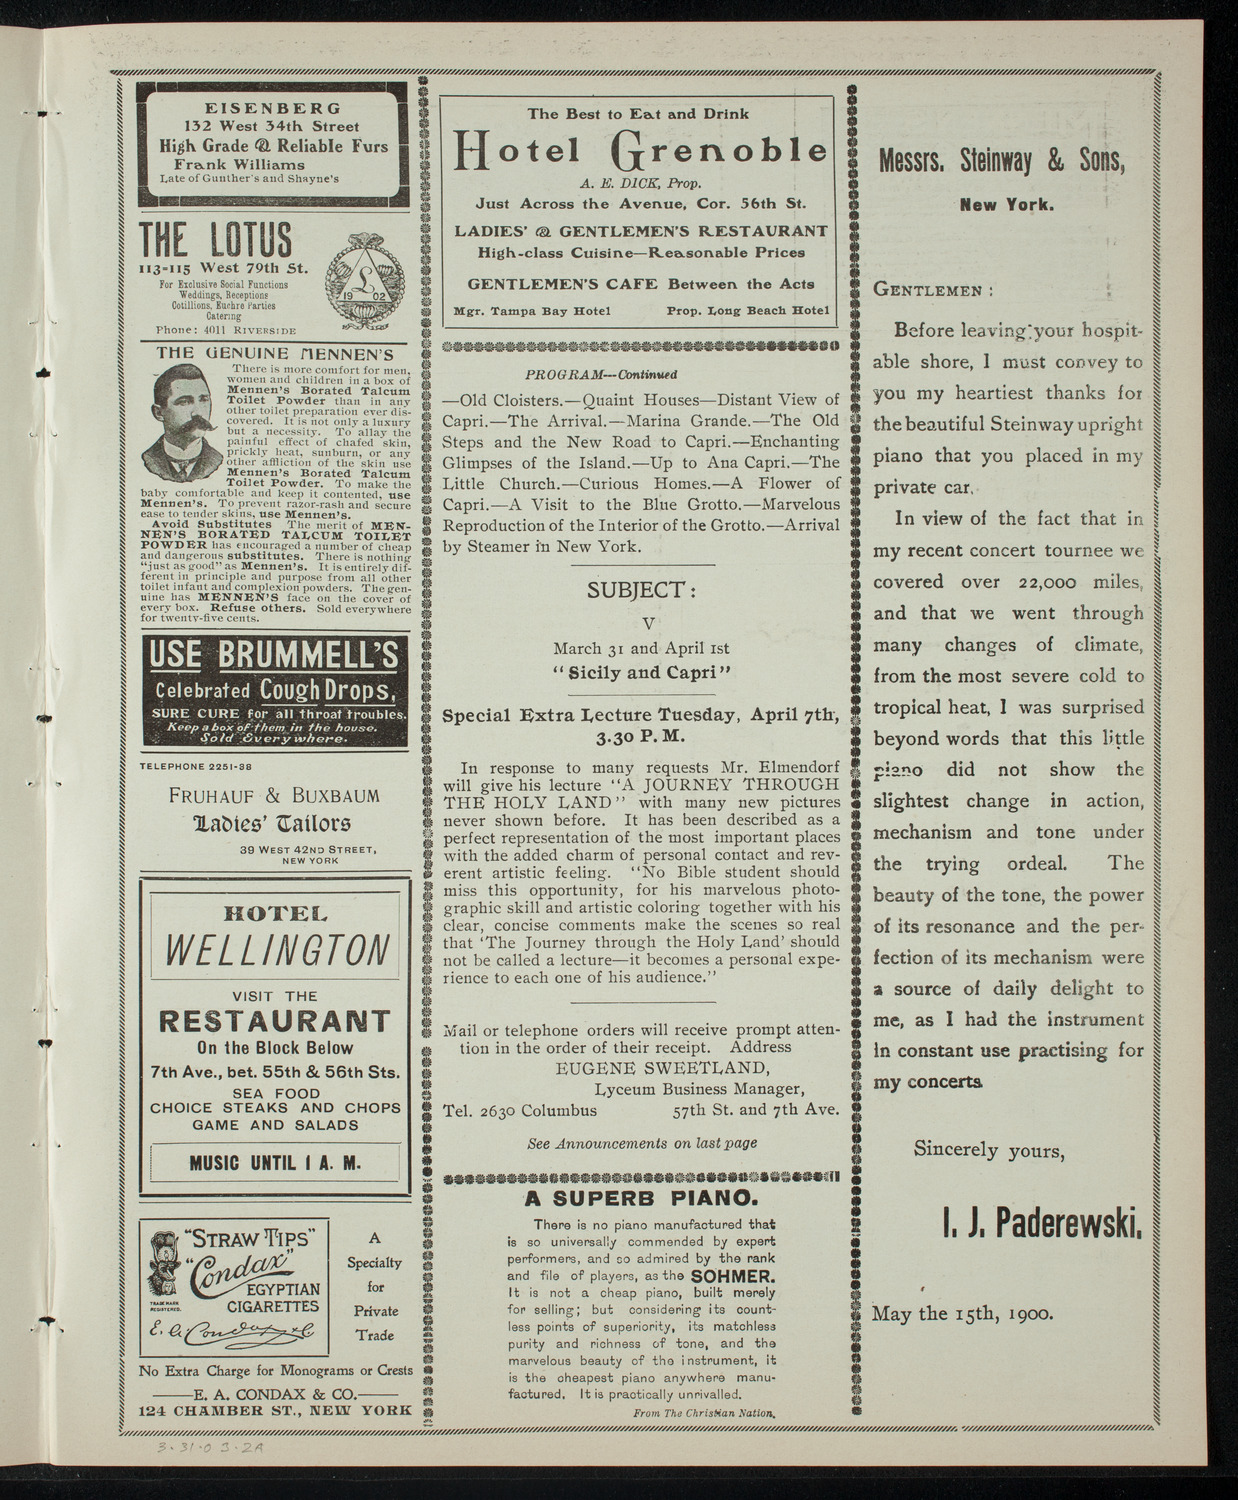 EISENBERG
132 West 34th Street
High Grade & Reliable Furs
Frank Williams
Late of Gunther's and Shayne's
THE LOTUS
113-115 West 79th St.
For Exclusive Social Functions
Weddings, Receptions
Cotillions, Euchre Parties
Catering
Phone: 4011 RIVERSIDE
L
19 02
THE GENUINE MENNEN'S
There is more comfort for men,
women and children in a box of
Mennen's Borated Talcum
Toilet Powder than in any
other toilet preparation ever dis-
covered. It is not only a luxury
but a necessity. To allay the
painful effect of chafed skin,
prickly heat, sunburn, or any
other affliction of the skin use
Mennen's Borated Talcum
Toilet Powder. To make the
baby comfortable and keep it contented, use
Mennen's. To prevent razor-rash and secure
ease to tender skins, use Mennen's.
Avoid Substitutes The merit of MEN-
NEN'S BORATED TALCUM TOILET
POWDER has encouraged a number of cheap
and dangerous substitutes. There is nothing
"just as good" as Mennen's. It is entirely dif-
ferent in principle and purpose from all other
toilet infant and complexion powders. The gen-
uine has MENNEN'S face on the cover of
every box. Refuse others. Sold everywhere
for twenty-five cents.
USE BRUMMELL'S
Celebrated Cough Drops,
SURE CURE for all throat troubles.
Keep a box of them in the house.
Sold Everywhere.
TELEPHONE 2251-38
FRUHAUF & BUXBAUM
Ladies' Tailors
39 WEST 42ND STREET,
NEW YORK
HOTEL
WELLINGTON
VISIT THE
RESTAURANT
On the Block Below
7th Ave., bet. 55th & 56th Sts.
SEA FOOD
CHOICE STEAKS AND CHOPS
GAME AND SALADS
MUSIC UNTIL 1 A. M.
"STRAW TIPS"
"Condax"
EGYPTIAN
CIGARETTES
TRADE MARK
REGISTERED.
E. A. Condax & Co
A
Specialty
for
Private
Trade
No Extra Charge for Monograms or Crests
E. A. CONDAX & CO.
124 CHAMBER ST., NEW YORK
3.31.03-2A
The Best to Eat and Drink
Hotel Grenoble
A. E. DICK, Prop.
Just Across the Avenue, Cor. 56th St.
LADIES' & GENTLEMEN'S RESTAURANT
High-class Cuisine—Reasonable Prices
GENTLEMEN'S CAFE Between the Acts
Mgr. Tampa Bay Hotel Prop. Long Beach Hotel
PROGRAM—Continued
—Old Cloisters.—Quaint Houses—Distant View of
Capri.—The Arrival.—Marina Grande.—The Old
Steps and the New Road to Capri.—Enchanting
Glimpses of the Island.—Up to Ana Capri.—The
Little Church.—Curious Homes.—A Flower of
Capri.—A Visit to the Blue Grotto.—Marvelous
Reproduction of the Interior of the Grotto.—Arrival
by Steamer in New York.
SUBJECT:
V
March 31 and April 1st
"Sicily and Capri"
Special Extra Lecture Tuesday, April 7th,
3.30 P. M.
In response to many requests Mr. Elmendorf
will give his lecture "A JOURNEY THROUGH
THE HOLY LAND" with many new pictures
never shown before. It has been described as a
perfect representation of the most important places
with the added charm of personal contact and rev-
erent artistic feeling. "No Bible student should
miss this opportunity, for his marvelous photo-
graphic skill and artistic coloring together with his
clear, concise comments make the scenes so real
that 'The Journey through the Holy Land' should
not be called a lecture—it becomes a personal expe-
rience to each one of his audience."
Mail or telephone orders will receive prompt atten-
tion in the order of their receipt. Address
EUGENE SWEETLAND,
Lyceum Business Manager,
Tel. 2630 Columbus 57th St. and 7th Ave.
See Announcements on last page
A SUPERB PIANO.
There is no piano manufactured that
is so universally commended by expert
performers, and so admired by the rank
and file of players, as the SOHMER.
It is not a cheap piano, built merely
for selling; but considering its count-
less points of superiority, its matchless
purity and richness of tone, and the
marvelous beauty of the instrument, it
is the cheapest piano anywhere manu-
factured. It is practically unrivalled.
From The Christian Nation.
Messrs. Steinway & Sons,
New York.
GENTLEMEN:
Before leaving your hospit-
able shore, I must convey to
you my heartiest thanks for
the beautiful Steinway upright
piano that you placed in my
private car.
In view of the fact that in
my recent concert tournee we
covered over 22,000 miles,
and that we went through
many changes of climate,
from the most severe cold to
tropical heat, I was surprised
beyond words that this little
piano did not show the
slightest change in action,
mechanism and tone under
the trying ordeal. The
beauty of the tone, the power
of its resonance and the per-
fection of its mechanism were
a source of daily delight to
me, as I had the instrument
in constant use practising for
my concerts.
Sincerely yours,
I. J. Paderewski.
May the 15th, 1900.